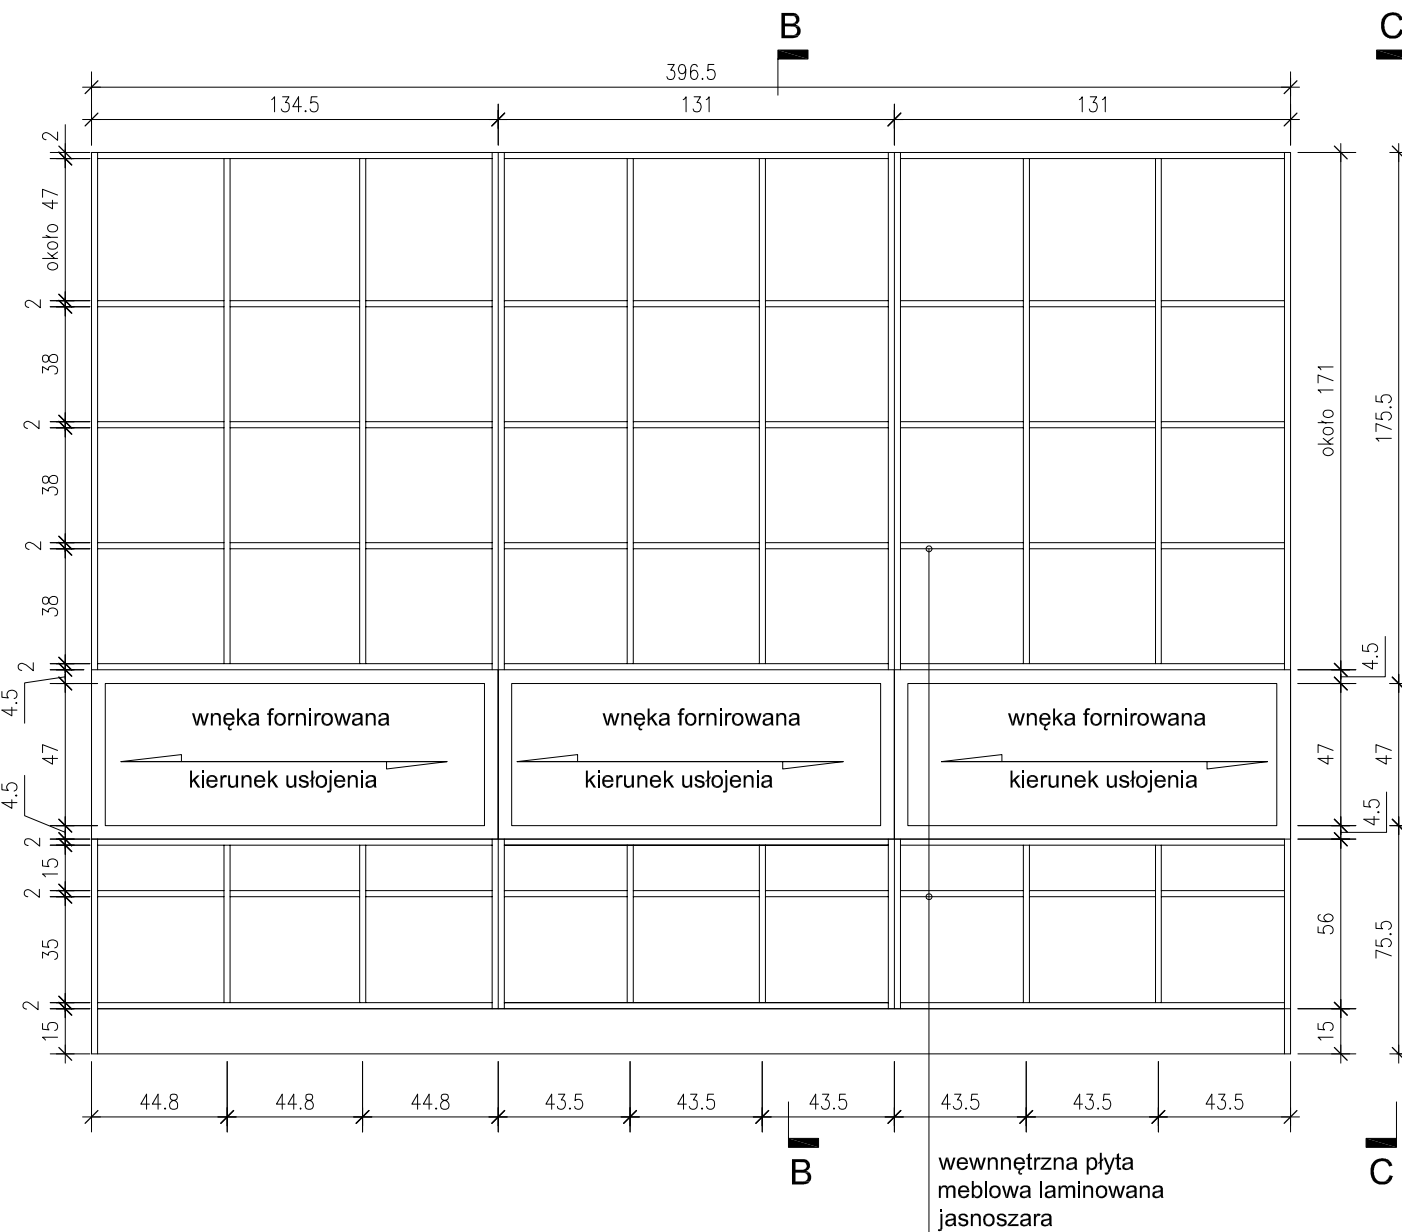 B
C
396.5
134.5 131 131
2
około 47
2
38
2
38
2
38
2
4.5
47
4.5
2
15
2
35
2
15
około 171
175.5
4.5
47
47
4.5
56
75.5
15
wnęka fornirowana
kierunek usłojenia
wnęka fornirowana
kierunek usłojenia
wnęka fornirowana
kierunek usłojenia
44.8 44.8 44.8 43.5 43.5 43.5 43.5 43.5 43.5
B
C
wewnnętrzna płyta
meblowa laminowana
jasnoszara